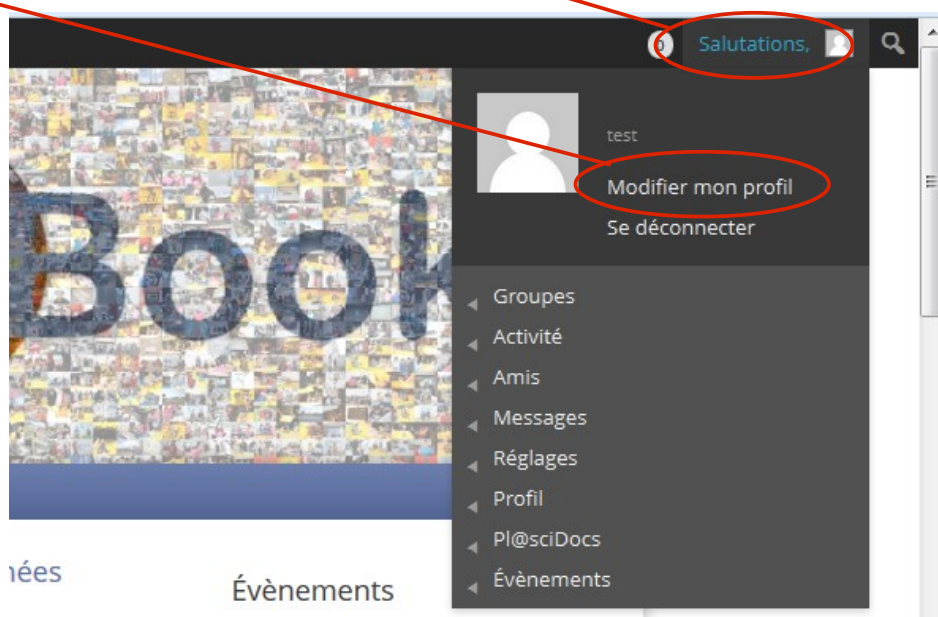 0 Salutations,
test
Modifier mon profil
Se déconnecter
Book
Groupes
Activité
Amis
Messages
Réglages
Profil
Pl@sciDocs
Évènements
nées
Évènements